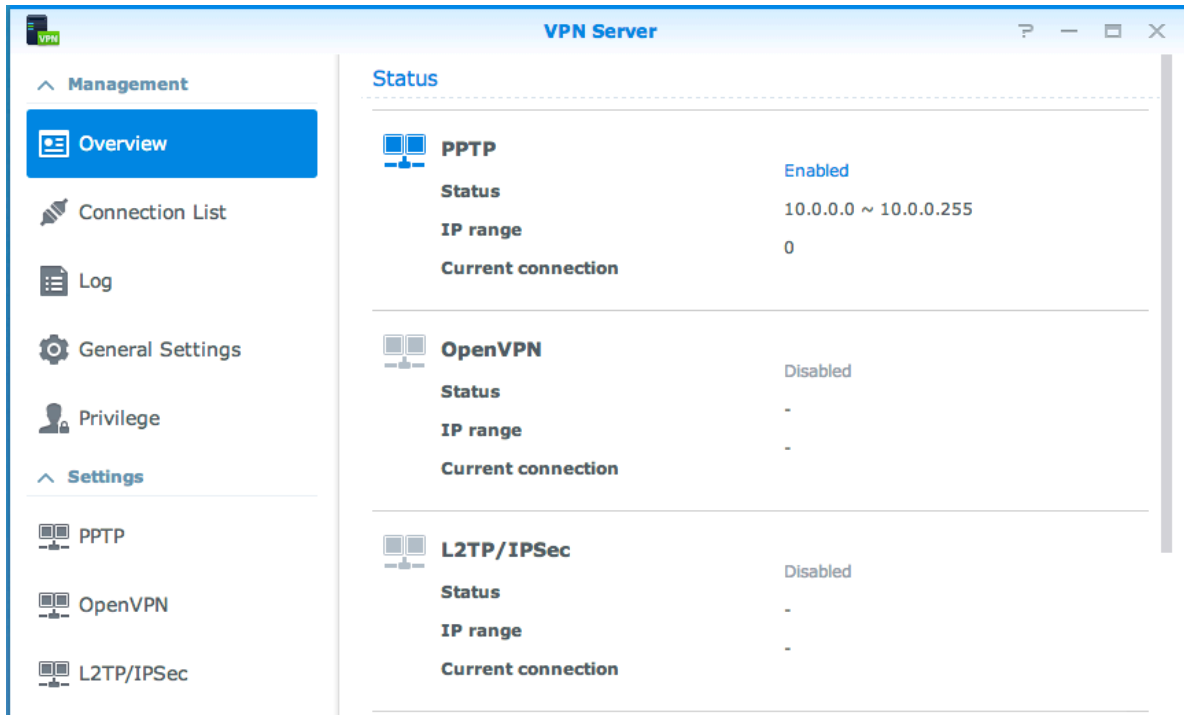 VPN
VPN Server
Management
Overview
Connection List
Log
General Settings
Privilege
Settings
PPTP
OpenVPN
L2TP/IPSec
Status
PPTP
Status
Enabled
IP range
10.0.0.0 ~ 10.0.0.255
Current connection
0
OpenVPN
Status
Disabled
IP range
-
Current connection
-
L2TP/IPSec
Status
Disabled
IP range
-
Current connection
-